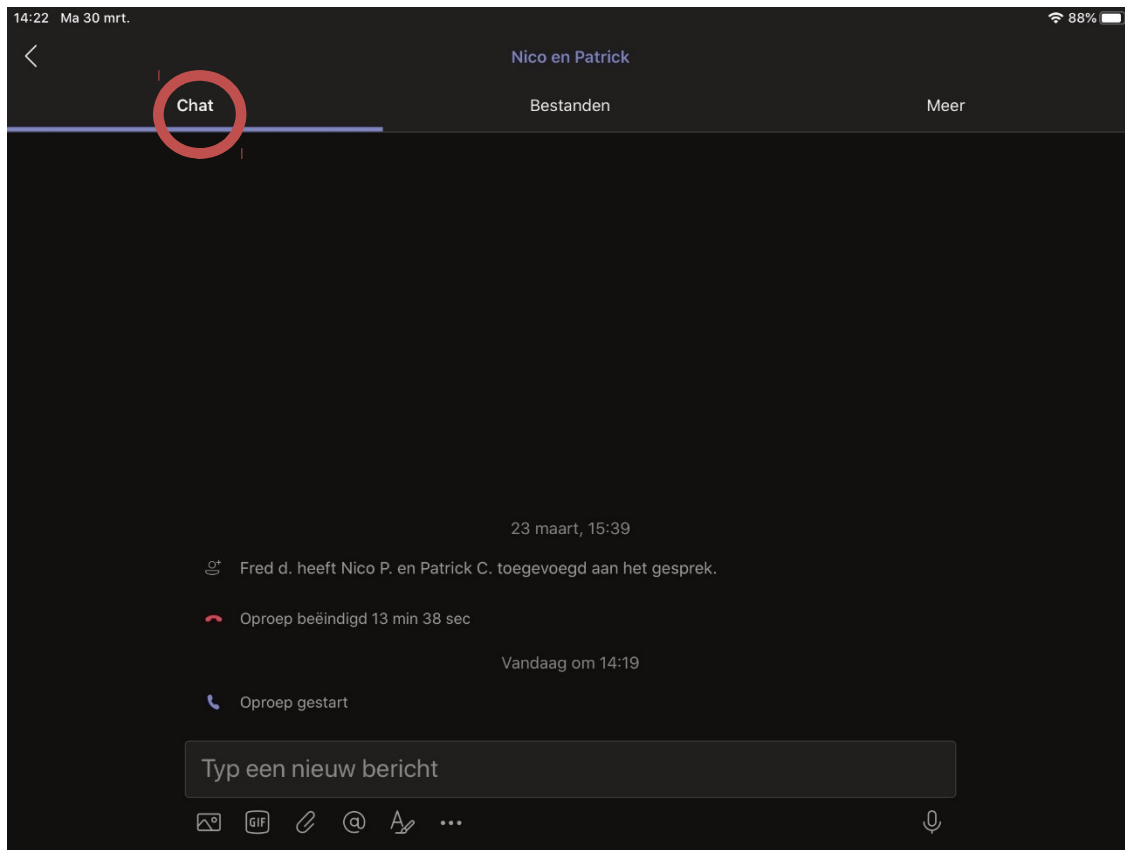 14:22 Ma 30 mrt.
88%
Nico en Patrick
Chat
Bestanden
Meer
23 maart, 15:39
Fred d. heeft Nico P. en Patrick C. toegevoegd aan het gesprek.
Oproep beëindigd 13 min 38 sec
Vandaag om 14:19
Oproep gestart
Typ een nieuw bericht
GIF